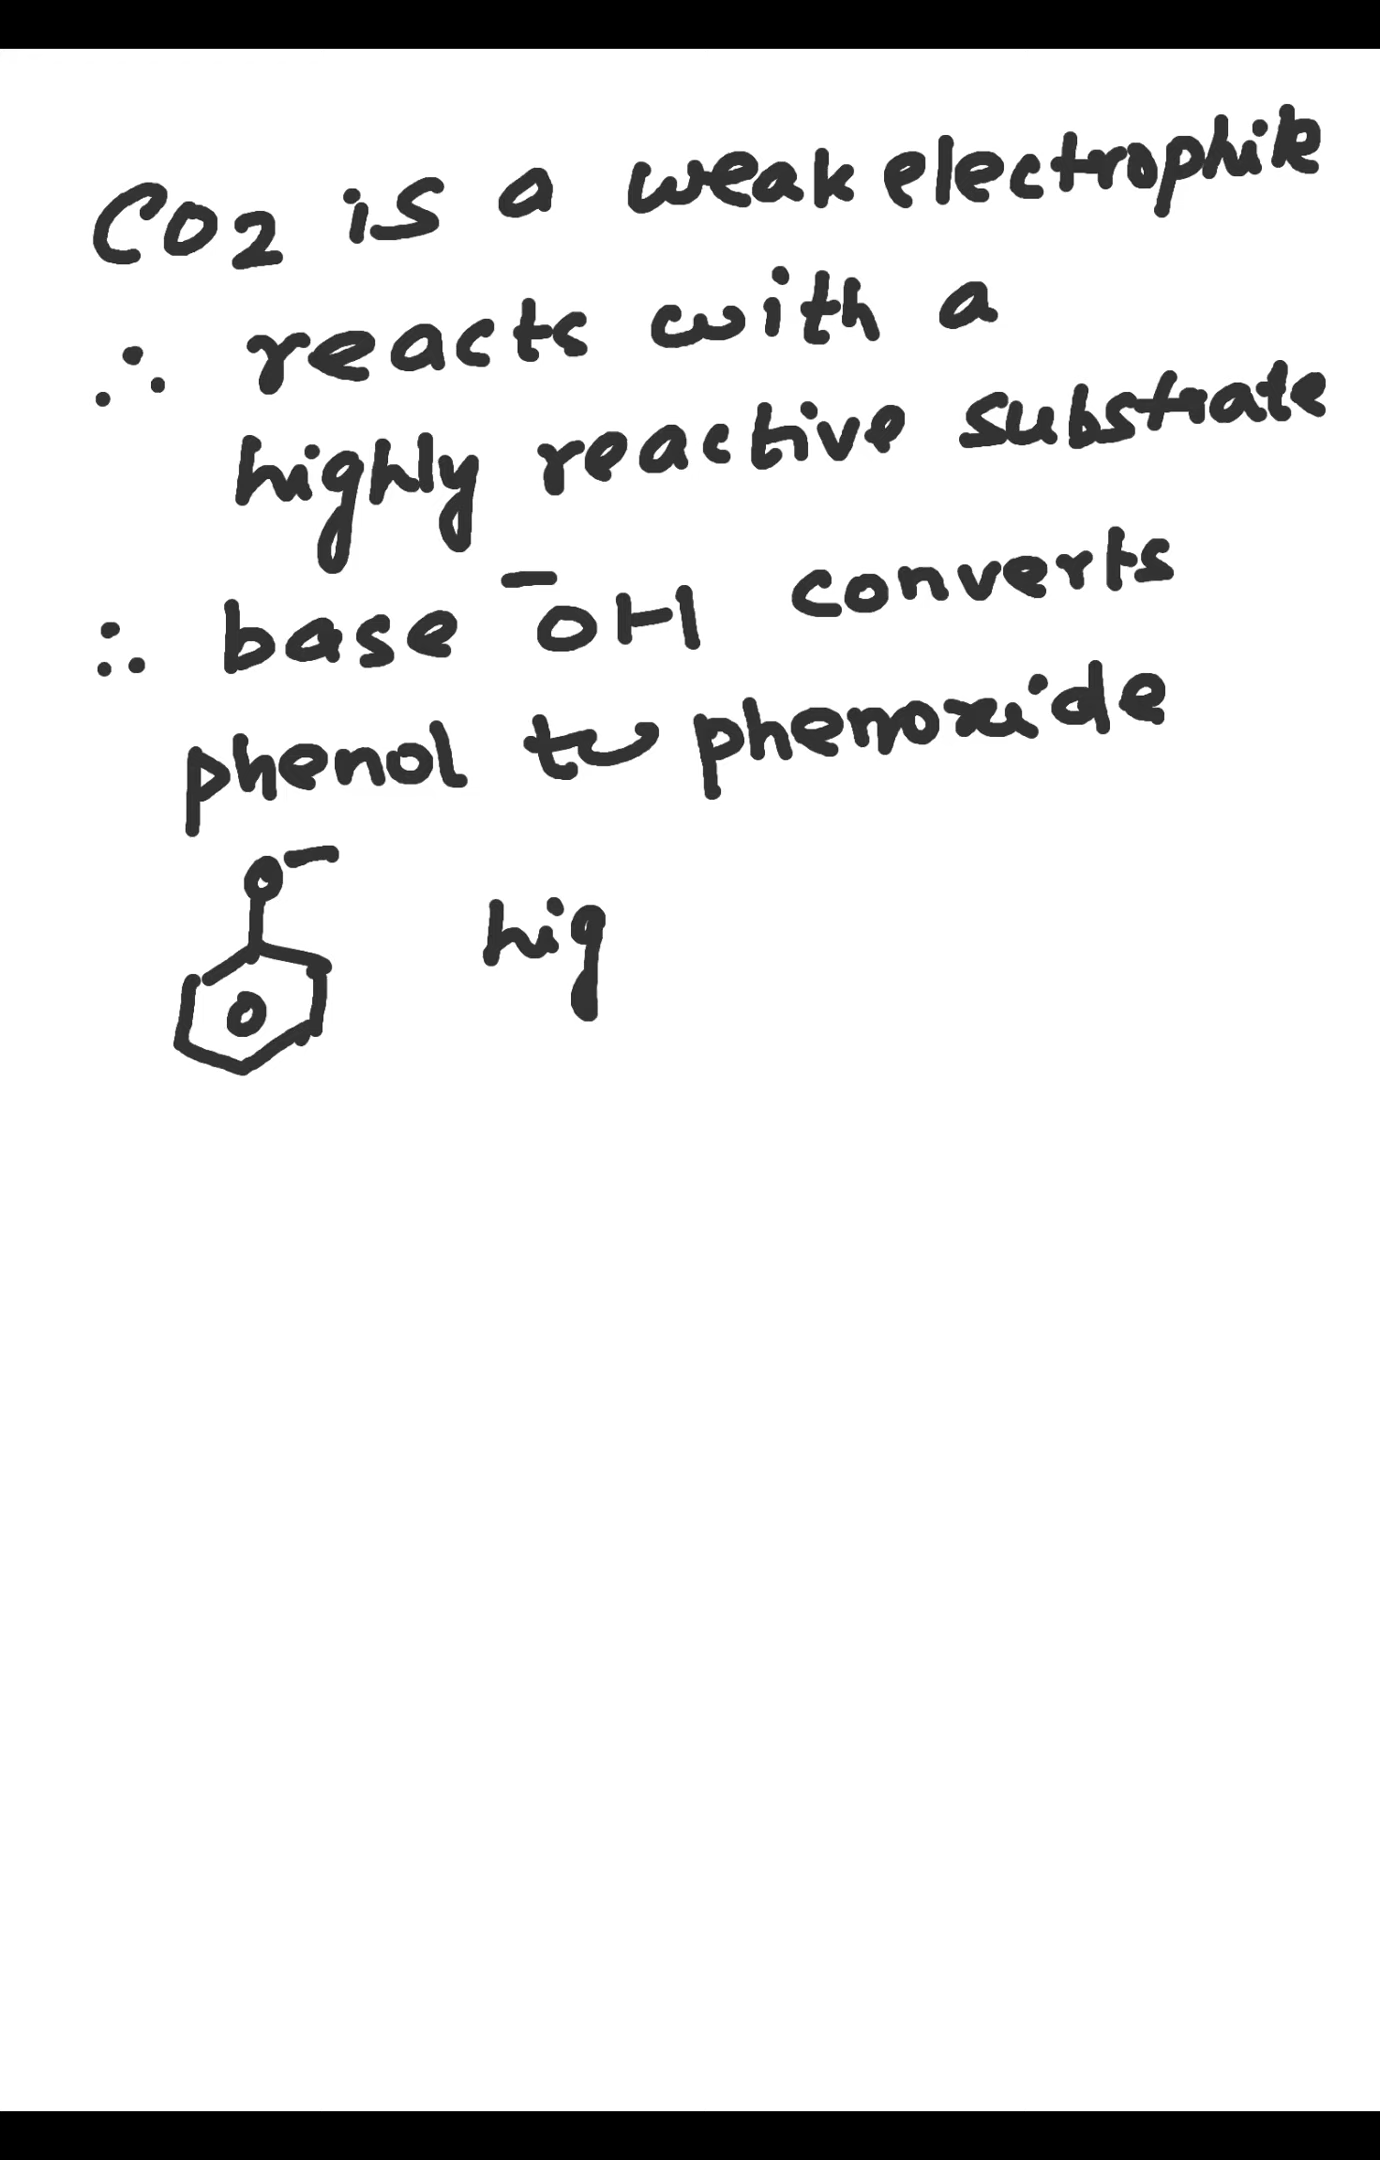 CO2 is a weak electrophile
∴ reacts with a
highly reactive substrate
∴ base ⁻OH converts
phenol to phenoxide
O⁻
hig